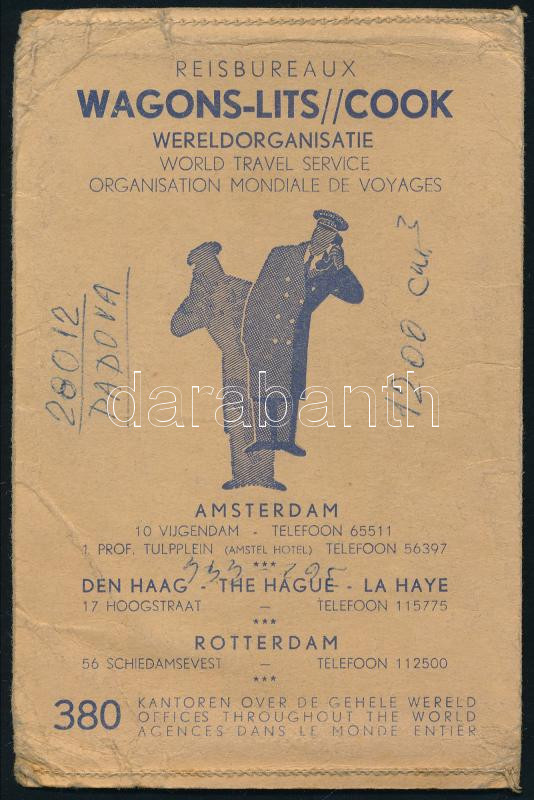 REISBUREAUX
WAGONS-LITS//COOK
WERELDORGANISATIE
WORLD TRAVEL SERVICE
ORGANISATION MONDIALE DE VOYAGES
28012
PADOVA
darabanth
AMSTERDAM
10 VIJGENDAM - TELEFOON 65511
1 PROF. TULPPLEIN (AMSTEL HOTEL) TELEFOON 56397
***
DEN HAAG - THE HAGUE - LA HAYE
17 HOOGSTRAAT — TELEFOON 115775
***
ROTTERDAM
56 SCHIEDAMSEVEST — TELEFOON 112500
***
380 KANTOREN OVER DE GEHELE WERELD
OFFICES THROUGHOUT THE WORLD
AGENCES DANS LE MONDE ENTIER